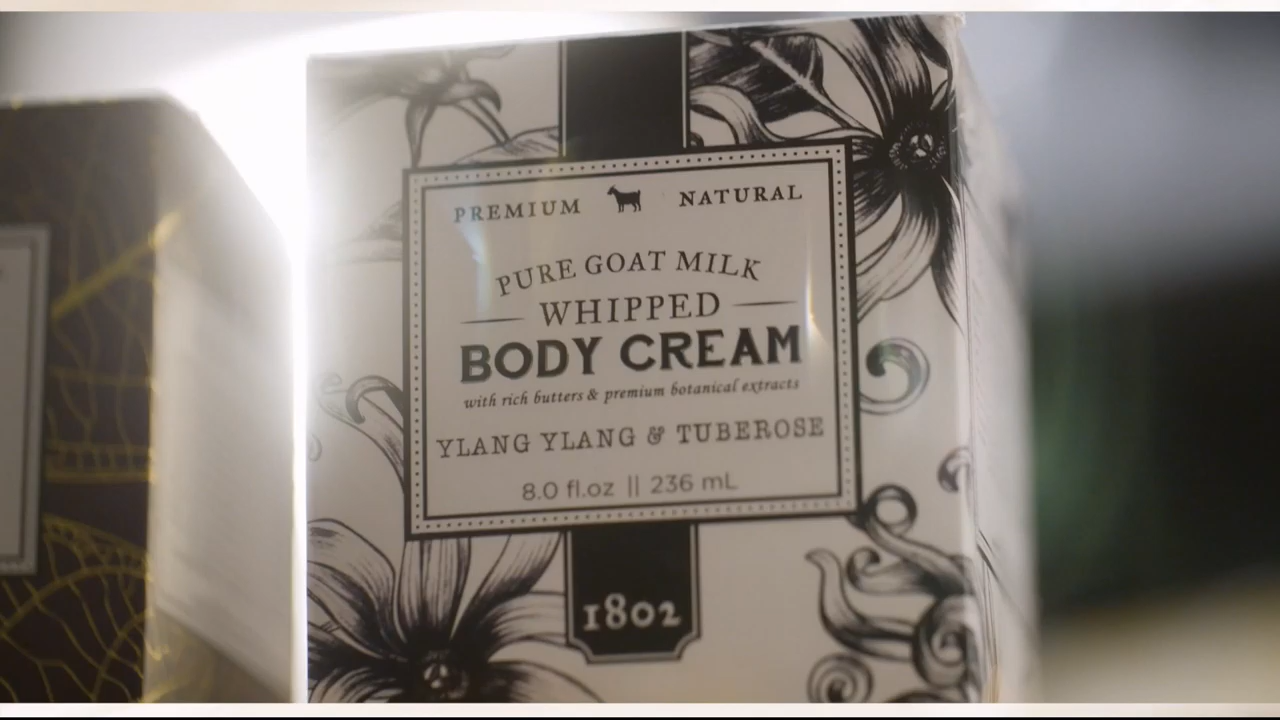 PREMIUM NATURAL
PURE GOAT MILK
WHIPPED
BODY CREAM
with rich butters & premium botanical extracts
YLANG YLANG & TUBEROSE
8.0 fl.oz || 236 mL
1802